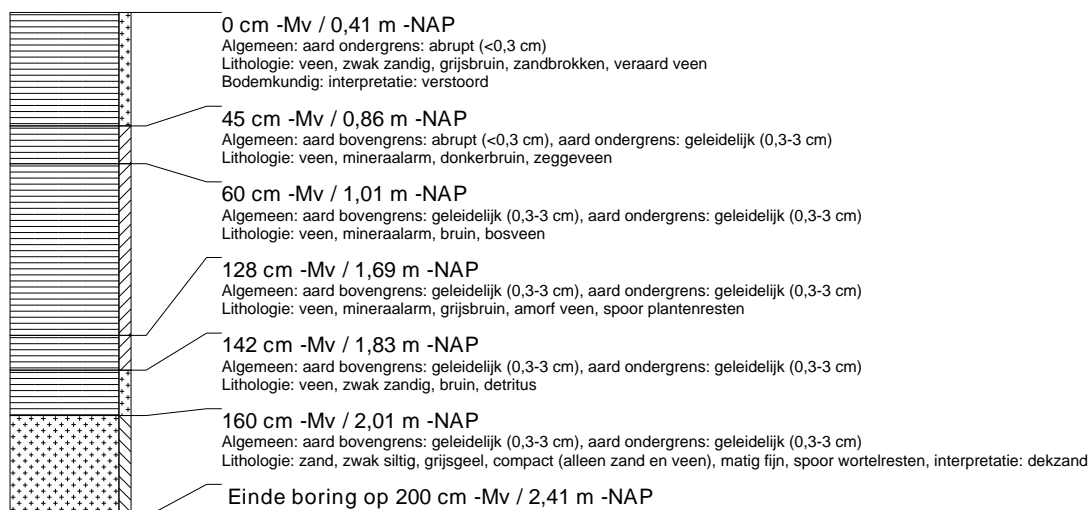 0 cm -Mv / 0,41 m -NAP
Algemeen: aard ondergrens: abrupt (<0,3 cm)
Lithologie: veen, zwak zandig, grijsbruin, zandbrokken, veraard veen
Bodemkundig: interpretatie: verstoord
45 cm -Mv / 0,86 m -NAP
Algemeen: aard bovengrens: abrupt (<0,3 cm), aard ondergrens: geleidelijk (0,3-3 cm)
Lithologie: veen, mineraalarm, donkerbruin, zeggeveen
60 cm -Mv / 1,01 m -NAP
Algemeen: aard bovengrens: geleidelijk (0,3-3 cm), aard ondergrens: geleidelijk (0,3-3 cm)
Lithologie: veen, mineraalarm, bruin, bosveen
128 cm -Mv / 1,69 m -NAP
Algemeen: aard bovengrens: geleidelijk (0,3-3 cm), aard ondergrens: geleidelijk (0,3-3 cm)
Lithologie: veen, mineraalarm, grijsbruin, amorf veen, spoor plantenresten
142 cm -Mv / 1,83 m -NAP
Algemeen: aard bovengrens: geleidelijk (0,3-3 cm), aard ondergrens: geleidelijk (0,3-3 cm)
Lithologie: veen, zwak zandig, bruin, detritus
160 cm -Mv / 2,01 m -NAP
Algemeen: aard bovengrens: geleidelijk (0,3-3 cm), aard ondergrens: geleidelijk (0,3-3 cm)
Lithologie: zand, zwak siltig, grijsgeel, compact (alleen zand en veen), matig fijn, spoor wortelresten, interpretatie: dekzand
Einde boring op 200 cm -Mv / 2,41 m -NAP